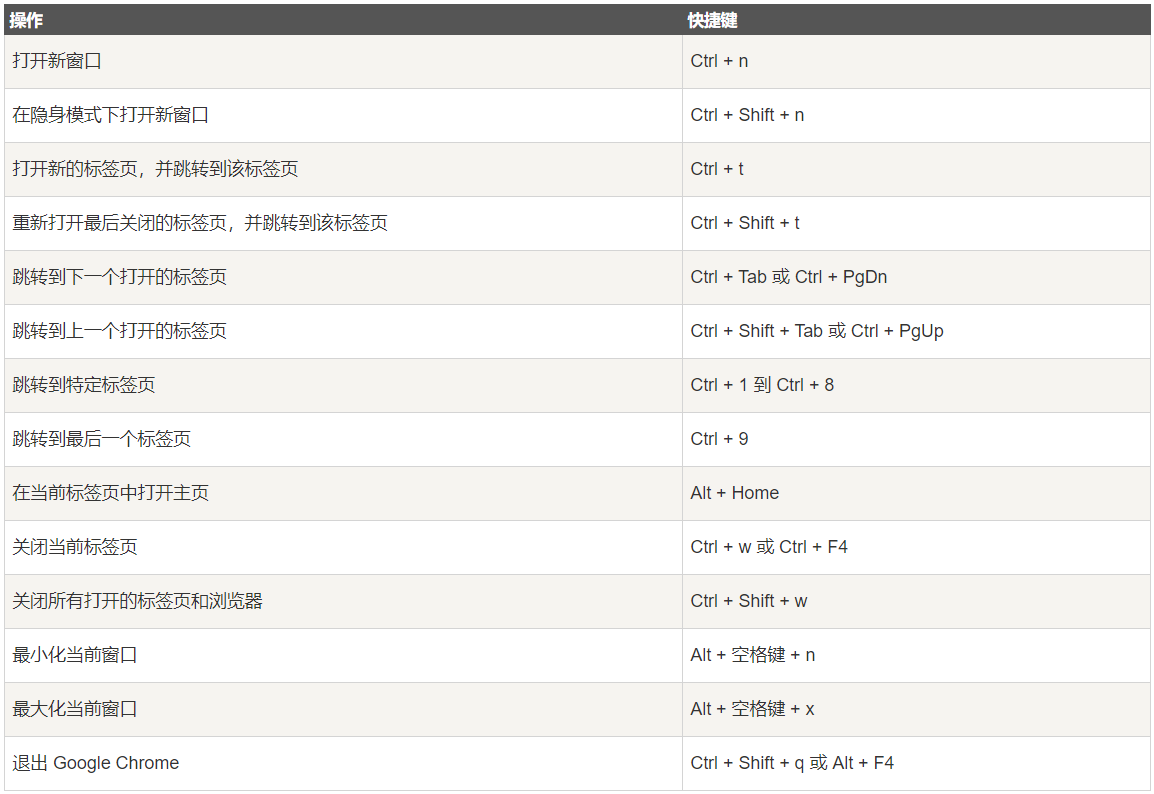 操作 快捷键
打开新窗口 Ctrl + n
在隐身模式下打开新窗口 Ctrl + Shift + n
打开新的标签页，并跳转到该标签页 Ctrl + t
重新打开最后关闭的标签页，并跳转到该标签页 Ctrl + Shift + t
跳转到下一个打开的标签页 Ctrl + Tab 或 Ctrl + PgDn
跳转到上一个打开的标签页 Ctrl + Shift + Tab 或 Ctrl + PgUp
跳转到特定标签页 Ctrl + 1 到 Ctrl + 8
跳转到最后一个标签页 Ctrl + 9
在当前标签页中打开主页 Alt + Home
关闭当前标签页 Ctrl + w 或 Ctrl + F4
关闭所有打开的标签页和浏览器 Ctrl + Shift + w
最小化当前窗口 Alt + 空格键 + n
最大化当前窗口 Alt + 空格键 + x
退出 Google Chrome Ctrl + Shift + q 或 Alt + F4